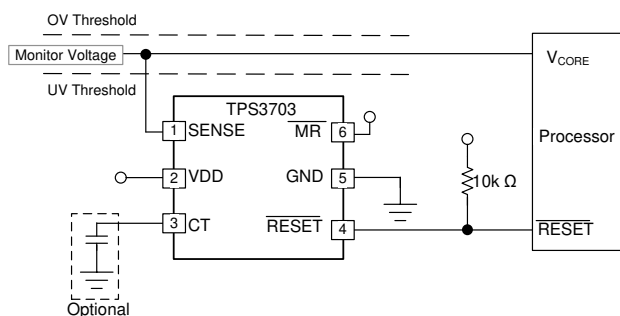 OV Threshold
Monitor Voltage
UV Threshold
VCORE
TPS3703
1 SENSE
MR 6
Processor
2 VDD
GND 5
10k Ω
3 CT
RESET 4
RESET
Optional